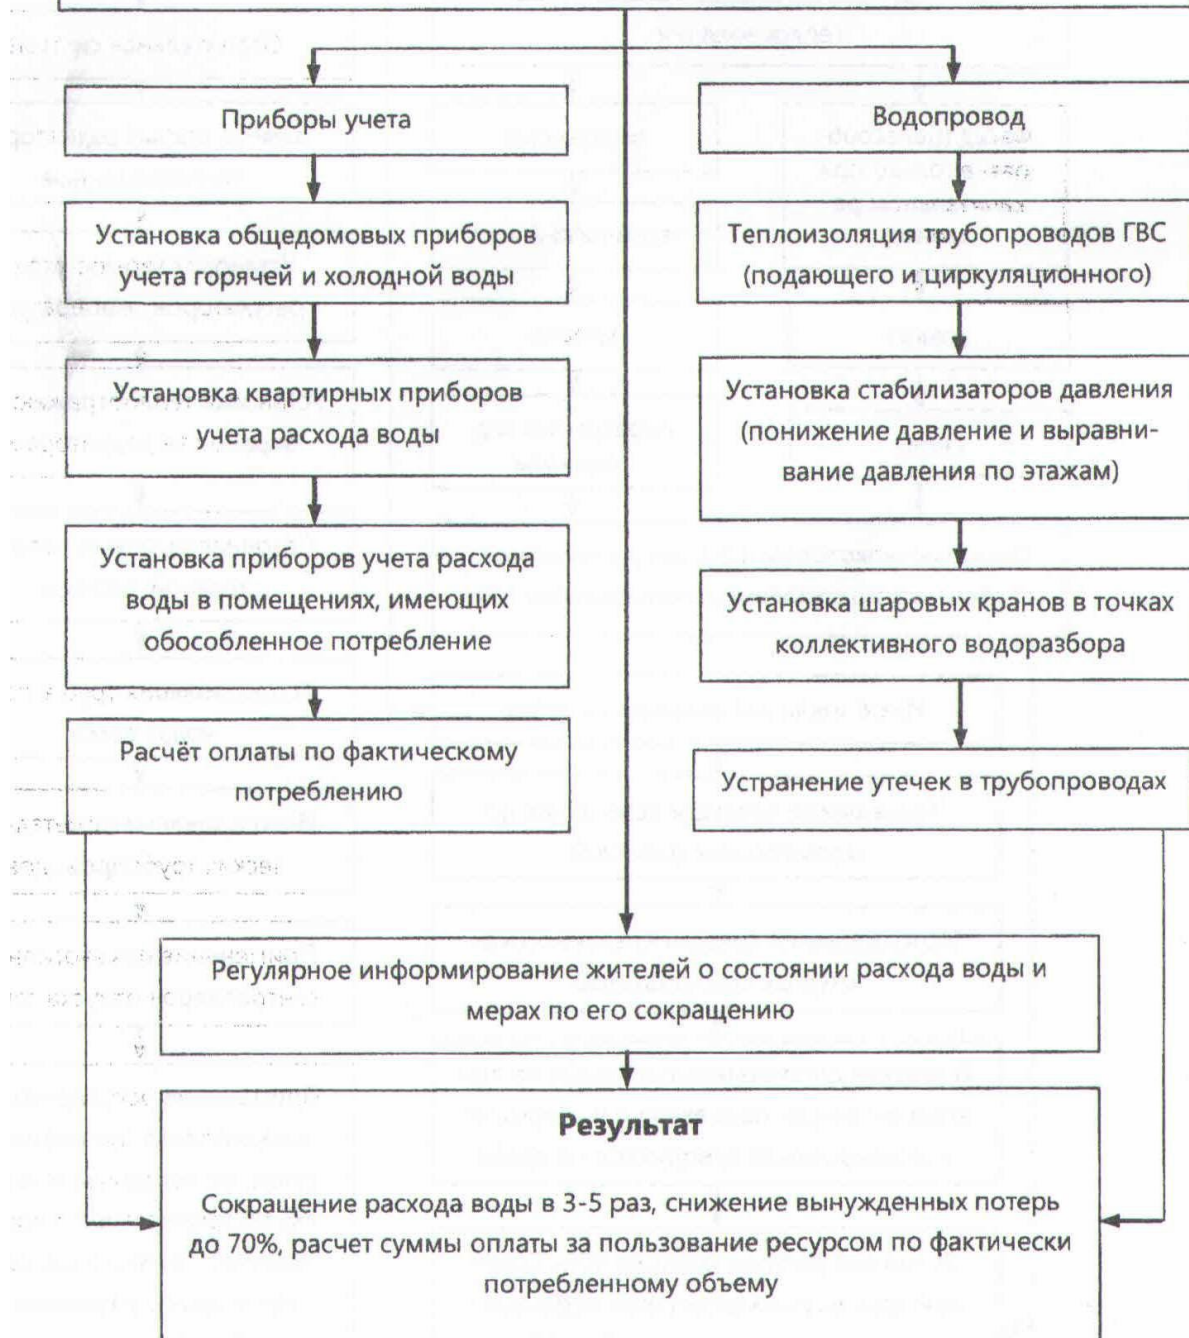 Приборы учета
Установка общедомовых приборов
учета горячей и холодной воды
Установка квартирных приборов
учета расхода воды
Установка приборов учета расхода
воды в помещениях, имеющих
обособленное потребление
Расчёт оплаты по фактическому
потреблению
Водопровод
Теплоизоляция трубопроводов ГВС
(подающего и циркуляционного)
Установка стабилизаторов давления
(понижение давление и выравни-
вание давления по этажам)
Установка шаровых кранов в точках
коллективного водоразбора
Устранение утечек в трубопроводах
Регулярное информирование жителей о состоянии расхода воды и
мерах по его сокращению
Результат
Сокращение расхода воды в 3-5 раз, снижение вынужденных потерь
до 70%, расчет суммы оплаты за пользование ресурсом по фактически
потребленному объему